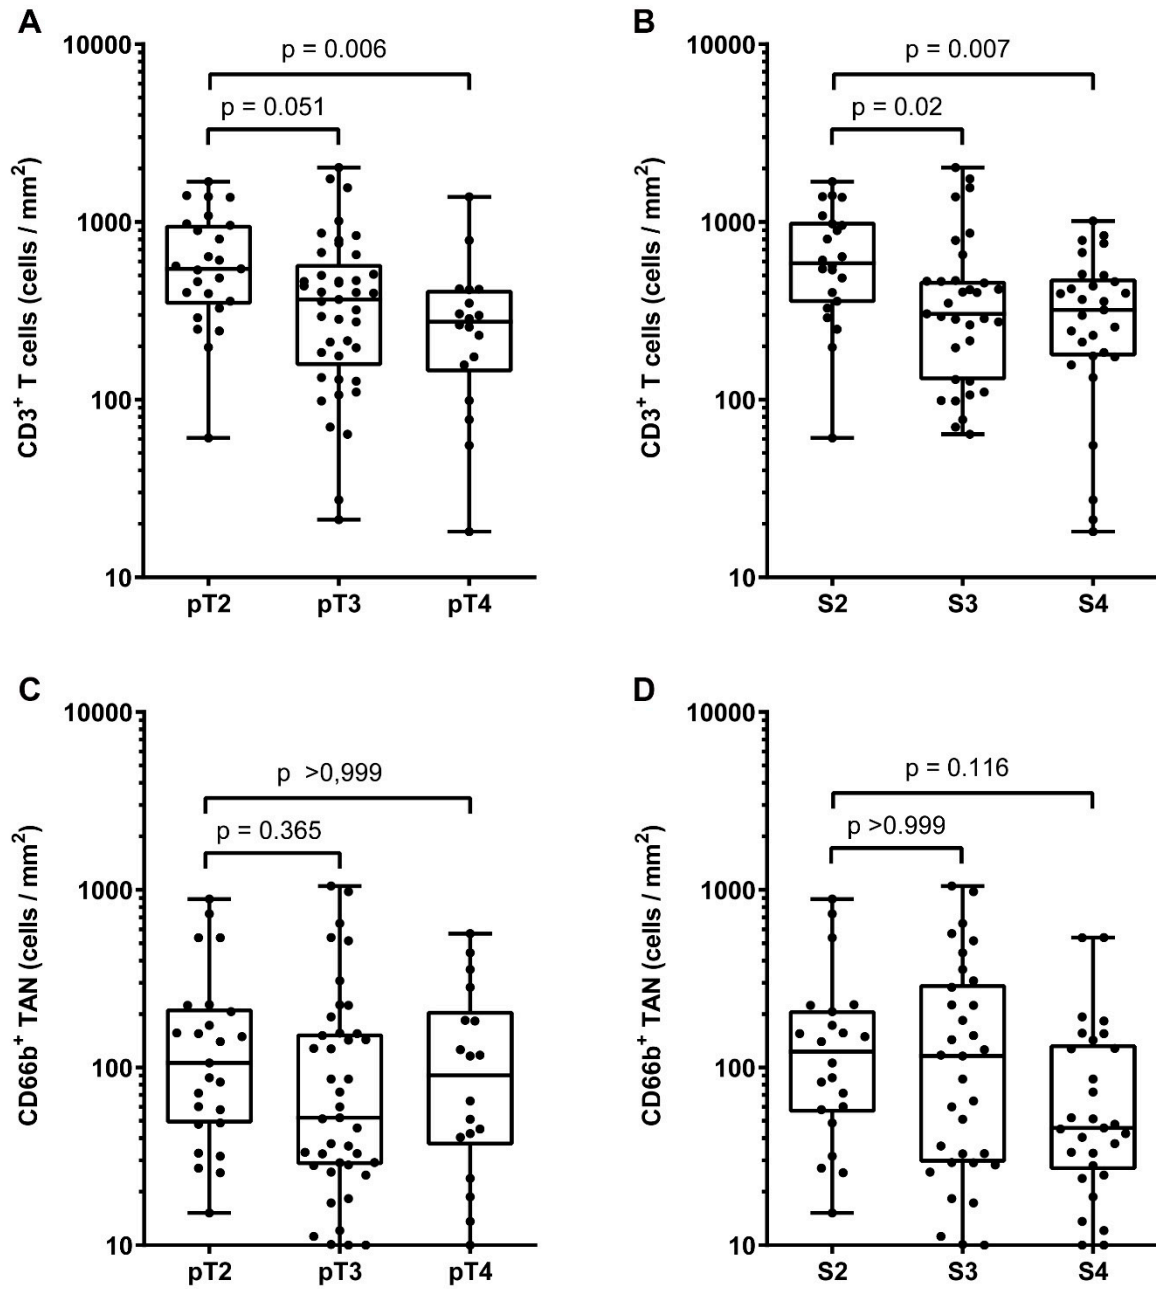 A
10000
p = 0.006
p = 0.051
1000
100
10
CD3+ T cells (cells / mm2)
pT2 pT3 pT4
B
10000
p = 0.007
p = 0.02
1000
100
10
CD3+ T cells (cells / mm2)
S2 S3 S4
C
10000
p >0,999
p = 0.365
1000
100
10
CD66b+ TAN (cells / mm2)
pT2 pT3 pT4
D
10000
p = 0.116
p >0.999
1000
100
10
CD66b+ TAN (cells / mm2)
S2 S3 S4